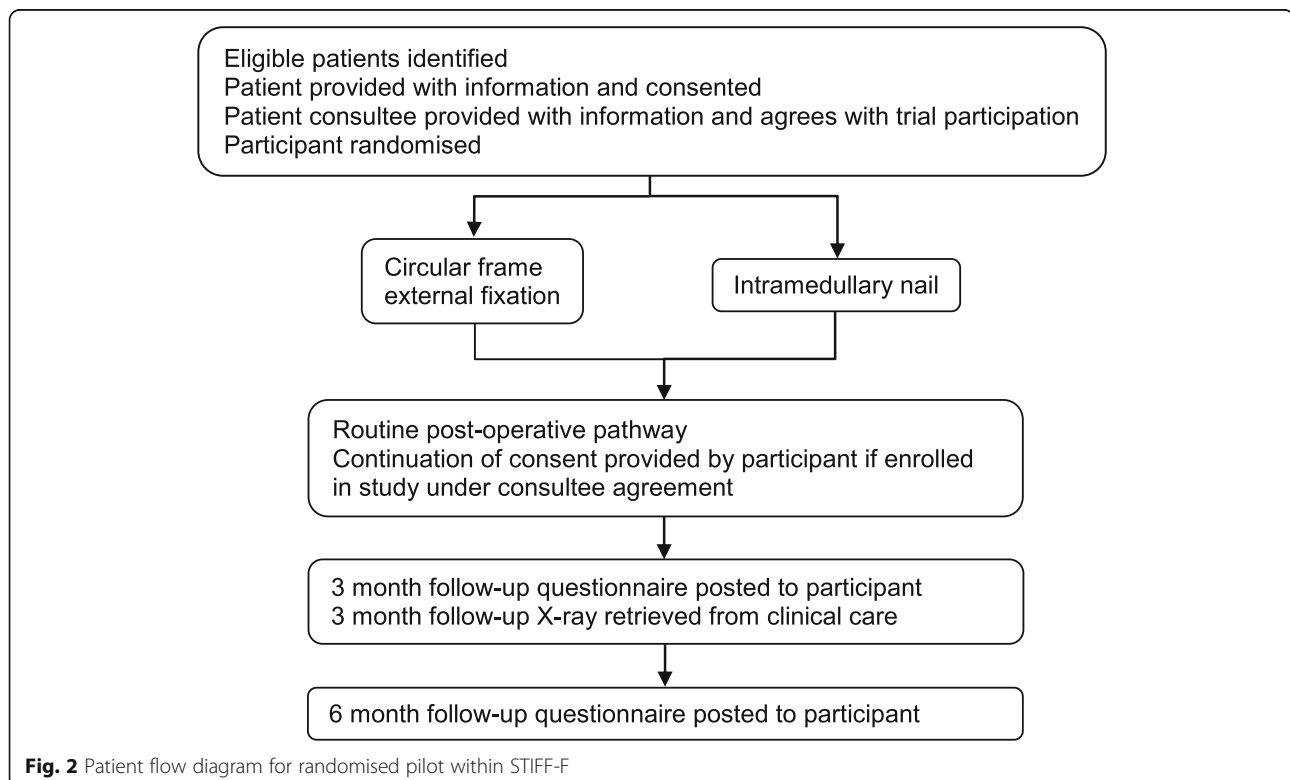 Eligible patients identified
Patient provided with information and consented
Patient consultee provided with information and agrees with trial participation
Participant randomised
Circular frame
external fixation
Intramedullary nail
Routine post-operative pathway
Continuation of consent provided by participant if enrolled
in study under consultee agreement
3 month follow-up questionnaire posted to participant
3 month follow-up X-ray retrieved from clinical care
6 month follow-up questionnaire posted to participant
Fig. 2 Patient flow diagram for randomised pilot within STIFF-F